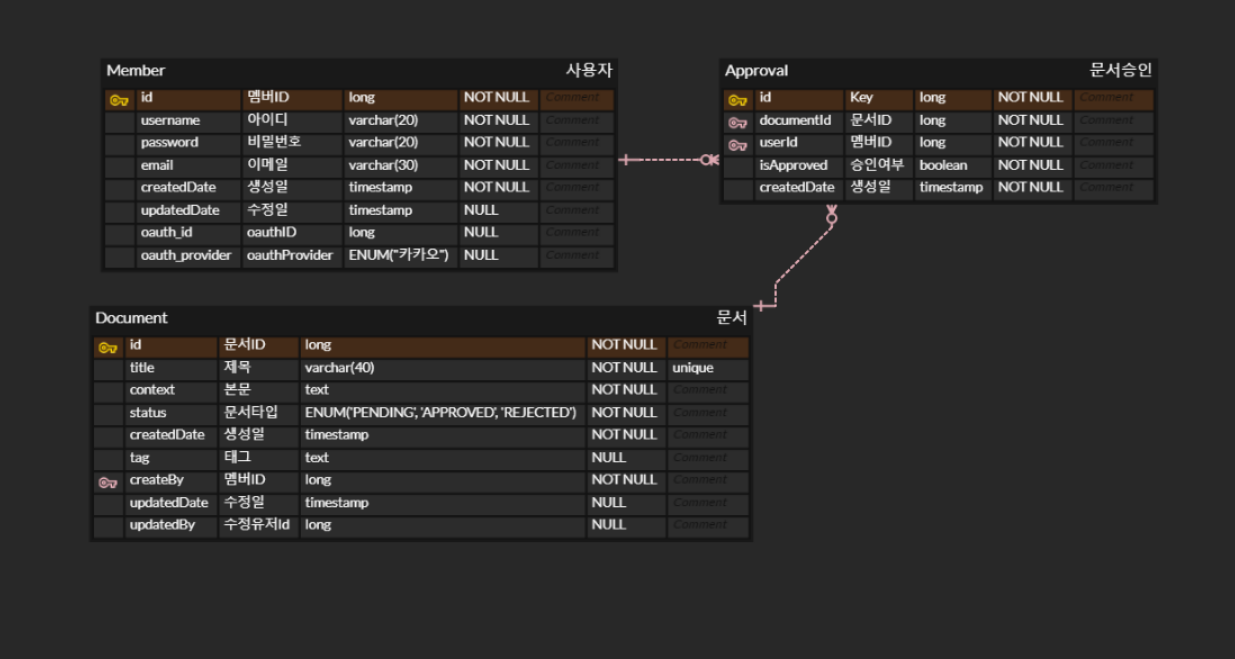 Member 사용자
id 멤버ID long NOT NULL Comment
username 아이디 varchar(20) NOT NULL Comment
password 비밀번호 varchar(20) NOT NULL Comment
email 이메일 varchar(30) NOT NULL Comment
createdDate 생성일 timestamp NOT NULL Comment
updatedDate 수정일 timestamp NULL Comment
oauth_id oauthID long NULL Comment
oauth_provider oauthProvider ENUM("카카오") NULL Comment
Approval 문서승인
id Key long NOT NULL Comment
documentId 문서ID long NOT NULL Comment
userId 멤버ID long NOT NULL Comment
isApproved 승인여부 boolean NOT NULL Comment
createdDate 생성일 timestamp NOT NULL Comment
Document 문서
id 문서ID long NOT NULL Comment
title 제목 varchar(40) NOT NULL unique
context 본문 text NOT NULL Comment
status 문서타입 ENUM('PENDING', 'APPROVED', 'REJECTED') NOT NULL Comment
createdDate 생성일 timestamp NOT NULL Comment
tag 태그 text NULL Comment
createBy 멤버ID long NOT NULL Comment
updatedDate 수정일 timestamp NULL Comment
updatedBy 수정유저Id long NULL Comment